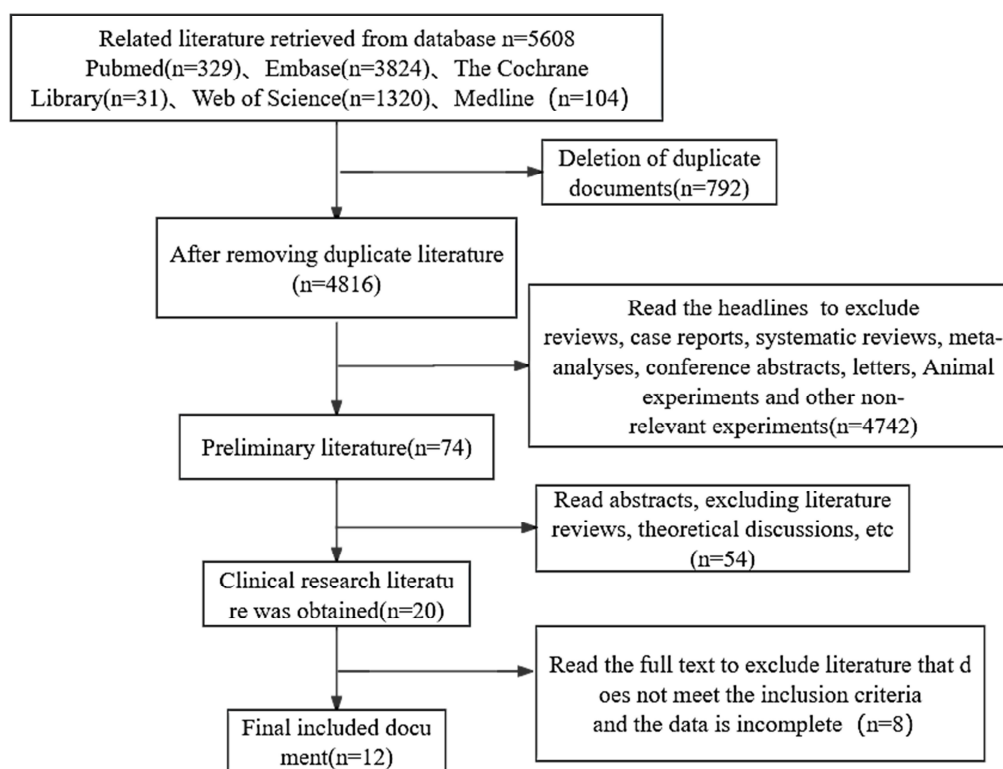 Related literature retrieved from database n=5608
Pubmed(n=329)、Embase(n=3824)、The Cochrane
Library(n=31)、Web of Science(n=1320)、Medline（n=104)
Deletion of duplicate
documents(n=792)
After removing duplicate literature
(n=4816)
Read the headlines to exclude
reviews, case reports, systematic reviews, meta-
analyses, conference abstracts, letters, Animal
experiments and other non-
relevant experiments(n=4742)
Preliminary literature(n=74)
Read abstracts, excluding literature
reviews, theoretical discussions, etc
(n=54)
Clinical research literatu
re was obtained(n=20)
Read the full text to exclude literature that d
oes not meet the inclusion criteria
and the data is incomplete（n=8)
Final included docu
ment(n=12)